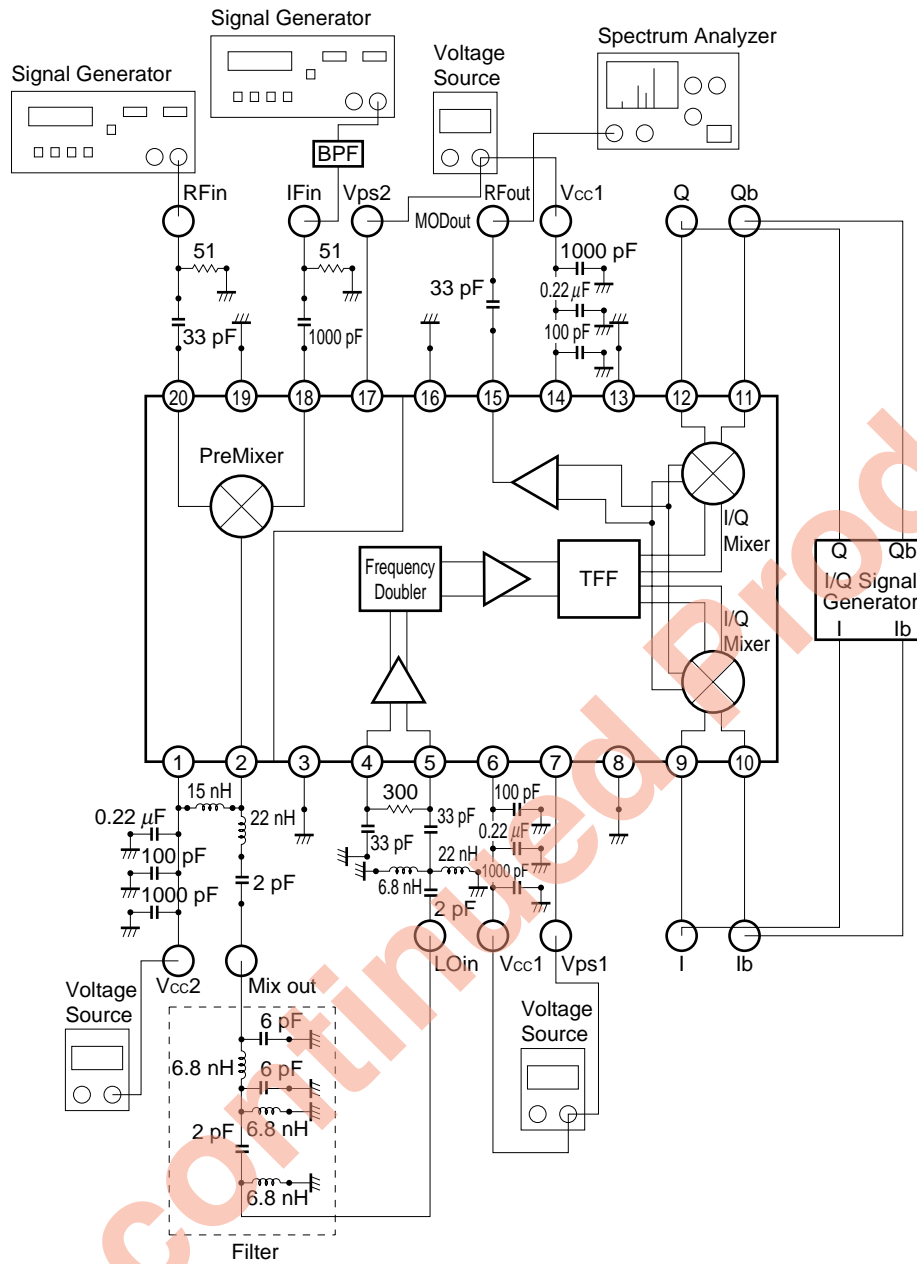 Signal Generator
Signal Generator
Voltage
Source
Spectrum Analyzer
BPF
RFin
IFin
Vps2
RFout
MODout
Vcc1
Q
Qb
51
51
1000 pF
0.22 µF
100 pF
33 pF
33 pF
1000 pF
20
19
18
17
16
15
14
13
12
11
PreMixer
I/Q
Mixer
Frequency
Doubler
TFF
I/Q
Mixer
Q
Qb
I/Q Signal
Generator
I
Ib
1
2
3
4
5
6
7
8
9
10
15 nH
22 nH
2 pF
0.22 µF
100 pF
1000 pF
300
33 pF
33 pF
22 nH
6.8 nH
2 pF
100 pF
0.22 µF
1000 pF
Vcc2
Mix out
LOin
Vcc1
Vps1
I
Ib
Voltage
Source
Voltage
Source
6 pF
6.8 nH
6 pF
6.8 nH
2 pF
6.8 nH
Filter
continued Prod